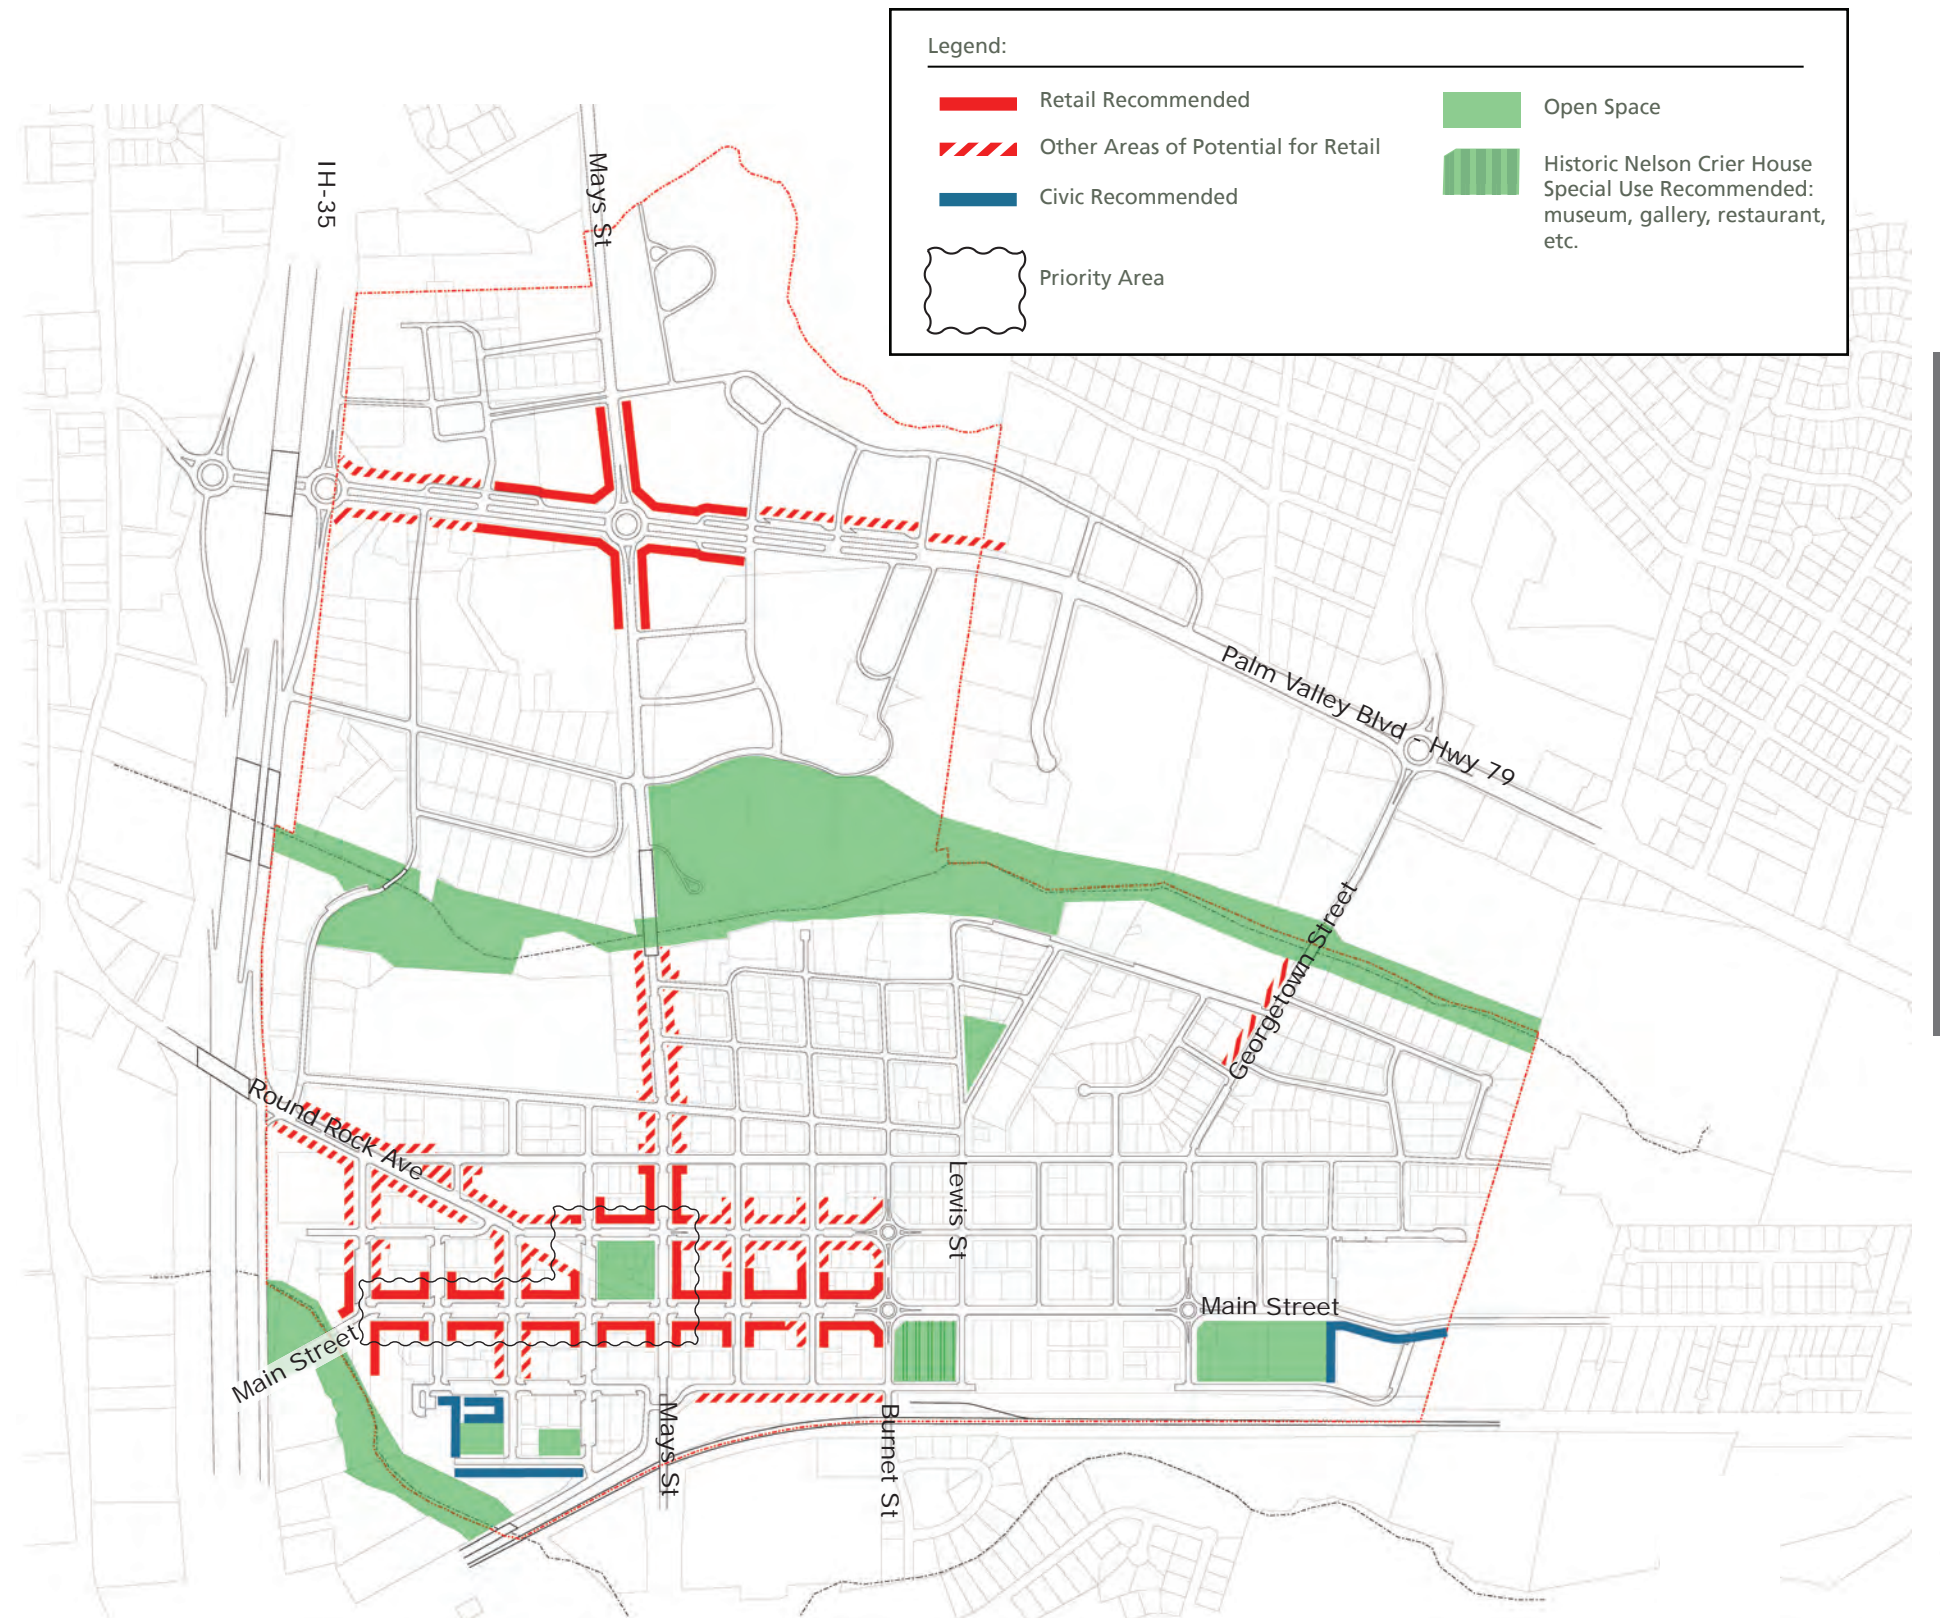 Legend:
Retail Recommended
Other Areas of Potential for Retail
Civic Recommended
Priority Area
Open Space
Historic Nelson Crier House
Special Use Recommended:
museum, gallery, restaurant,
etc.
IH-35
Mays St
Palm Valley Blvd - Hwy 79
Georgetown Street
Round Rock Ave
Lewis St
Main Street
Main Street
Mays St
Burnet St